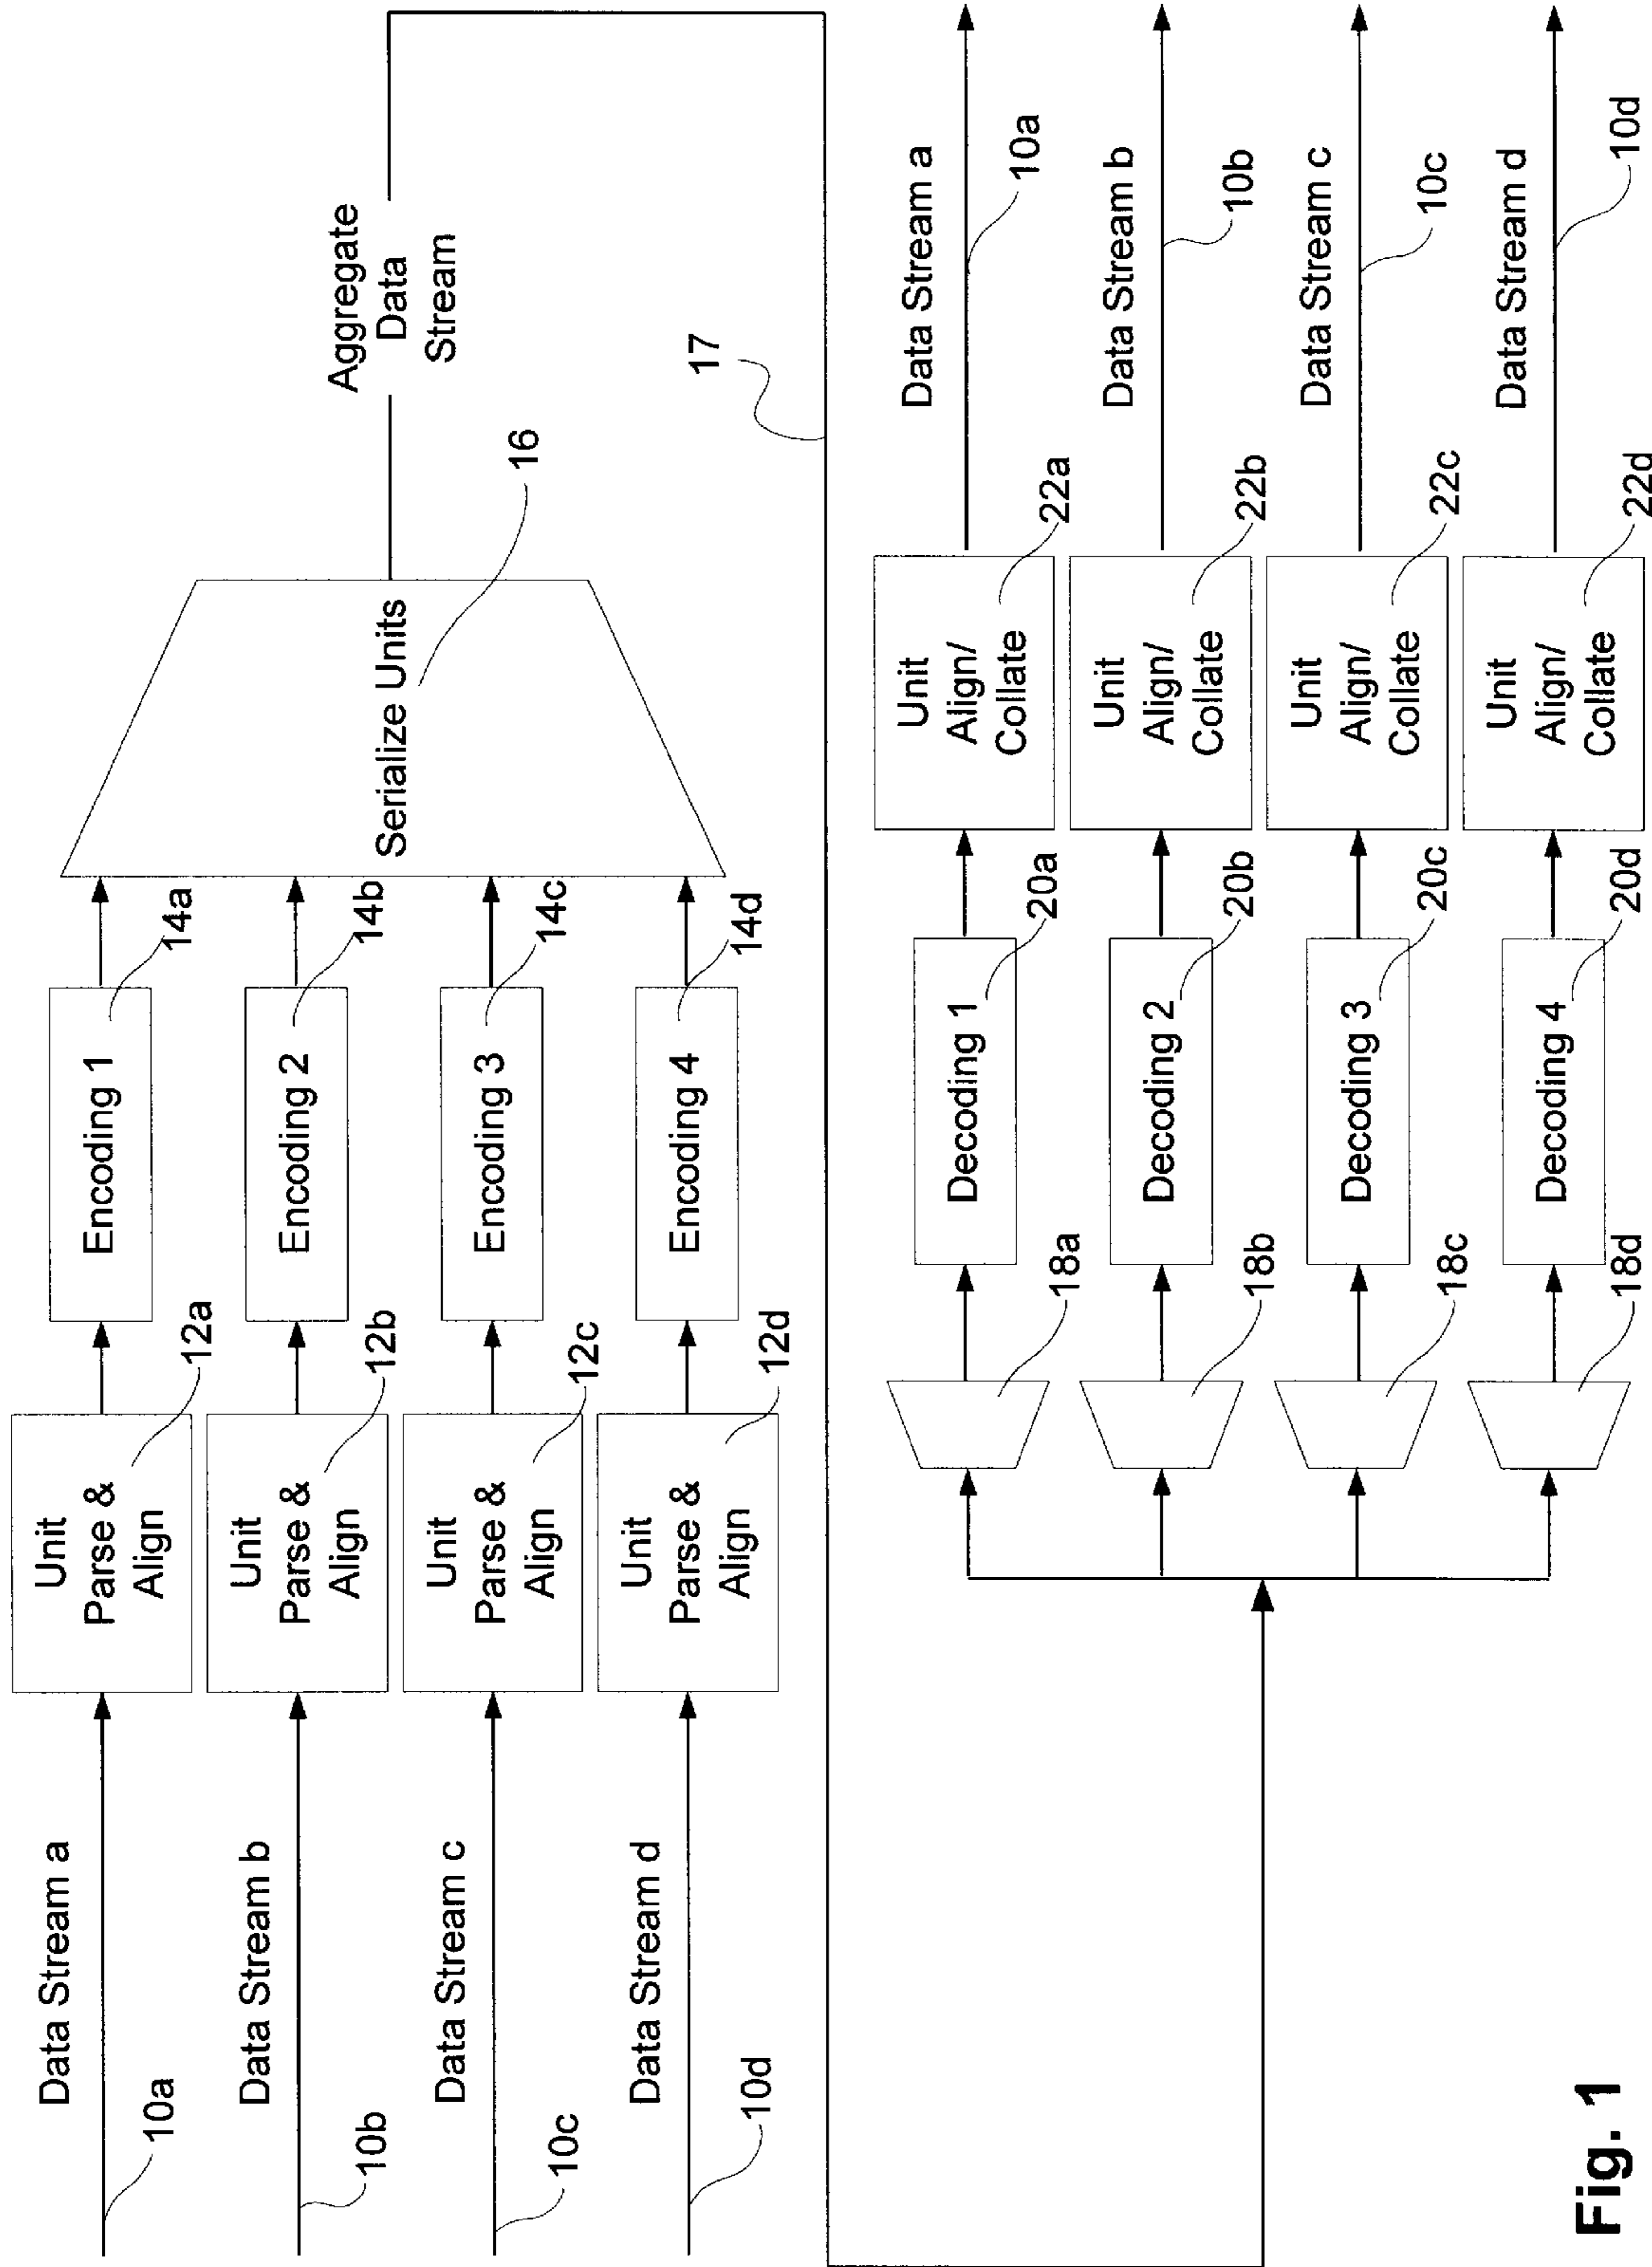 Data Stream a
10a
Unit
Parse &
Align
12a
Encoding 1
14a
Data Stream b
10b
Unit
Parse &
Align
12b
Encoding 2
14b
Data Stream c
10c
Unit
Parse &
Align
12c
Encoding 3
14c
Data Stream d
10d
Unit
Parse &
Align
12d
Encoding 4
14d
Serialize Units
16
Aggregate
Data
Stream
17
18a
Decoding 1
20a
Unit
Align/
Collate
22a
Data Stream a
10a
18b
Decoding 2
20b
Unit
Align/
Collate
22b
Data Stream b
10b
18c
Decoding 3
20c
Unit
Align/
Collate
22c
Data Stream c
10c
18d
Decoding 4
20d
Unit
Align/
Collate
22d
Data Stream d
10d
Fig. 1